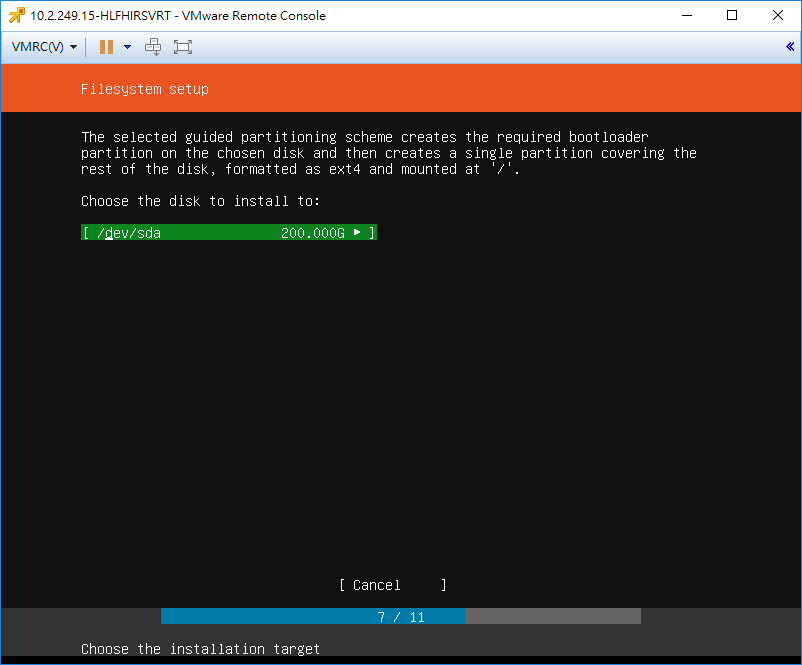 10.2.249.15-HLFHIRSVRT - VMware Remote Console
VMRC(V)
Filesystem setup
The selected guided partitioning scheme creates the required bootloader
partition on the chosen disk and then creates a single partition covering the
rest of the disk, formatted as ext4 and mounted at '/'.
Choose the disk to install to:
[ /dev/sda 200.000G ► ]
[ Cancel ]
7 / 11
Choose the installation target